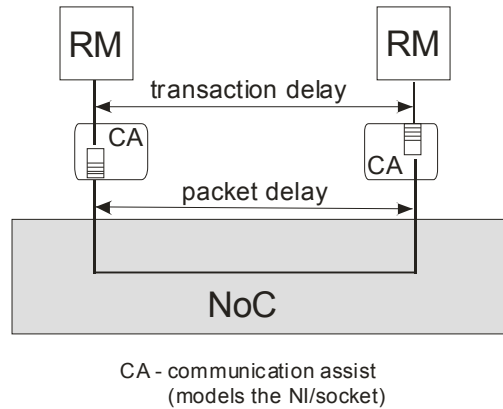 RM
RM
transaction delay
CA
CA
packet delay
NoC
CA - communication assist
(models the NI/socket)